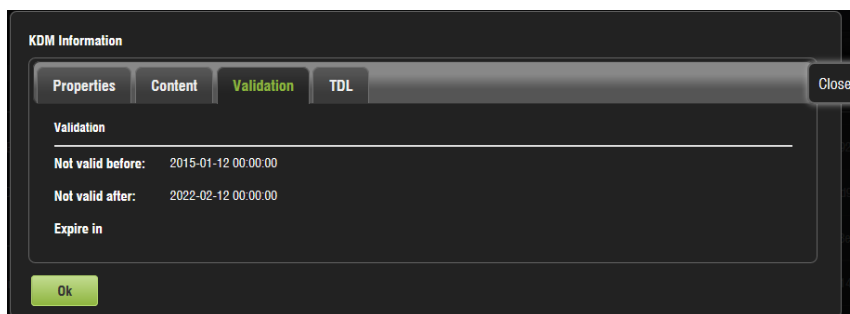 KDM Information
Properties Content Validation TDL
Close
Validation
Not valid before: 2015-01-12 00:00:00
Not valid after: 2022-02-12 00:00:00
Expire in
Ok